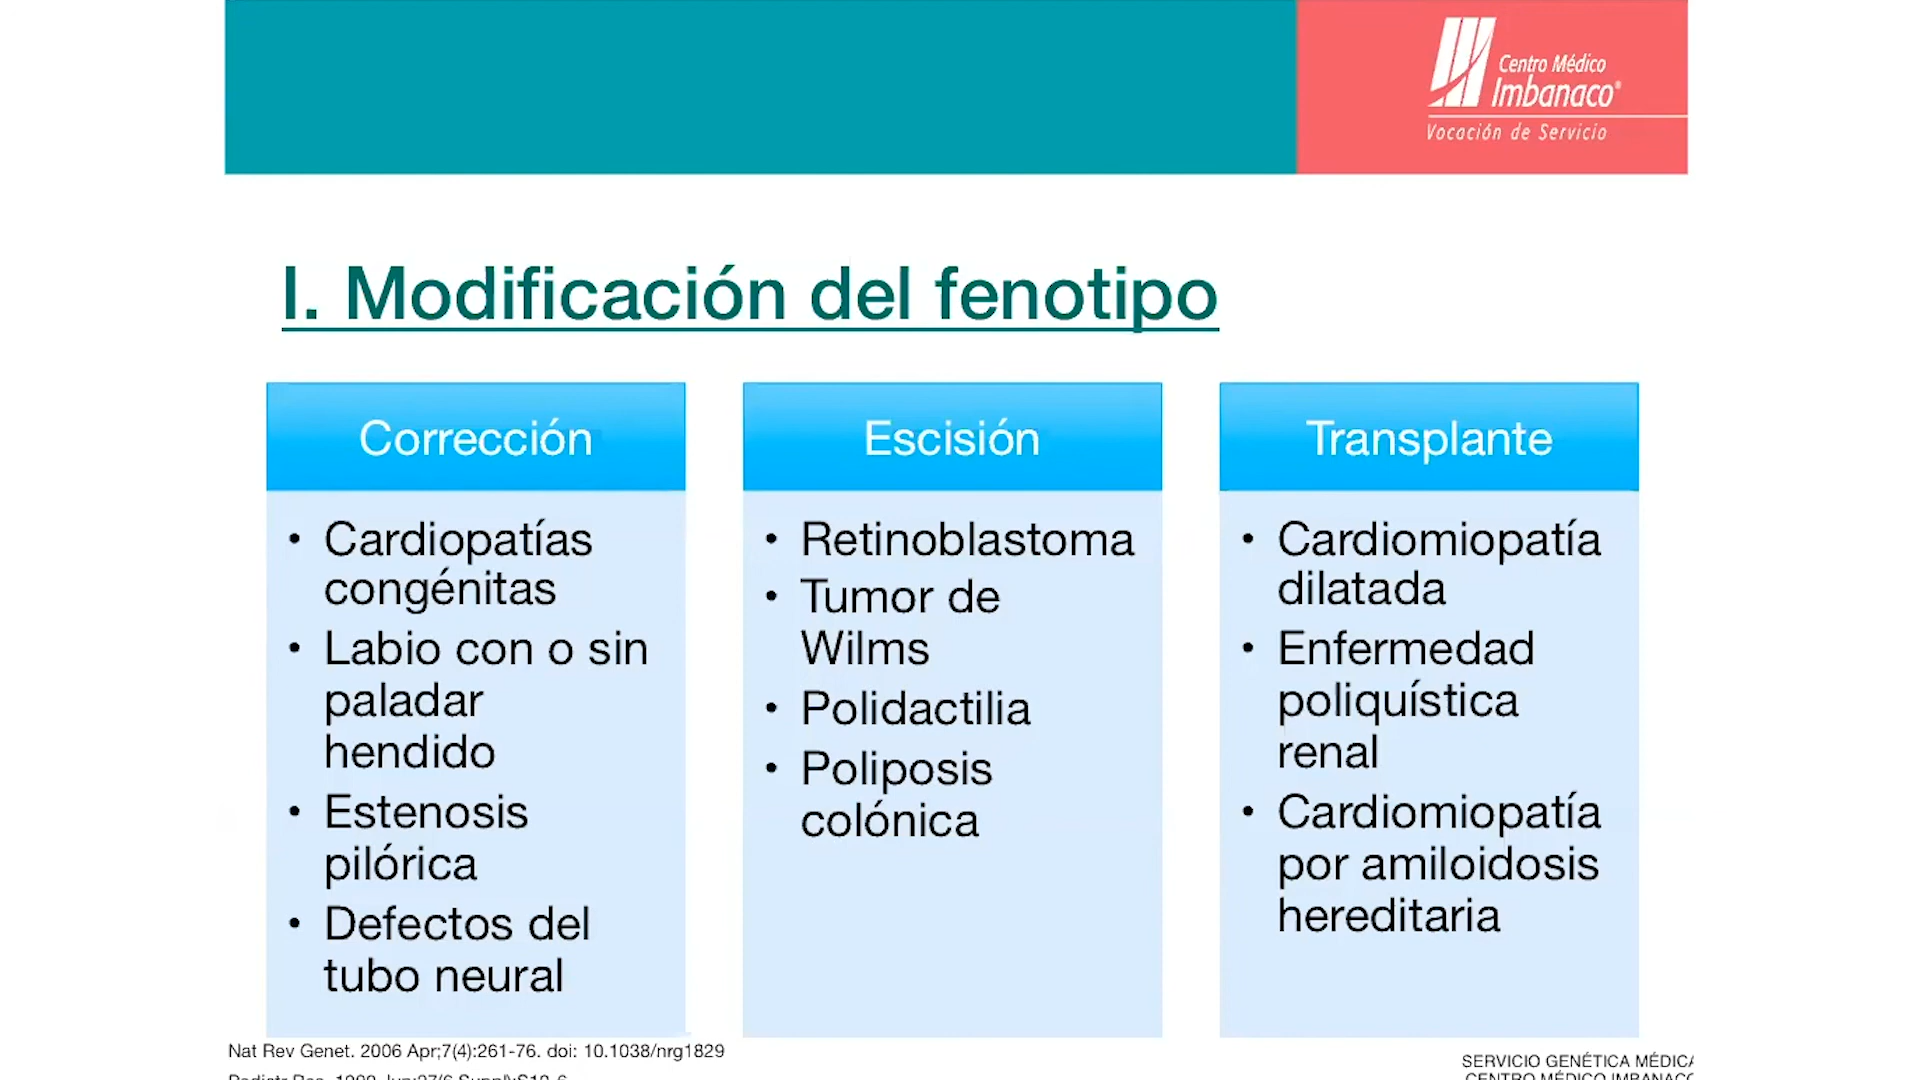 Centro Médico
Imbanaco®
Vocación de Servicio
I. Modificación del fenotipo
Corrección
• Cardiopatías
congénitas
• Labio con o sin
paladar
hendido
• Estenosis
pilórica
• Defectos del
tubo neural
Escisión
• Retinoblastoma
• Tumor de
Wilms
• Polidactilia
• Poliposis
colónica
Transplante
• Cardiomiopatía
dilatada
• Enfermedad
poliquística
renal
• Cardiomiopatía
por amiloidosis
hereditaria
Nat Rev Genet. 2006 Apr;7(4):261-76. doi: 10.1038/nrg1829
SERVICIO GENÉTICA MÉDICA
CENTRO MÉDICO IMBANACO